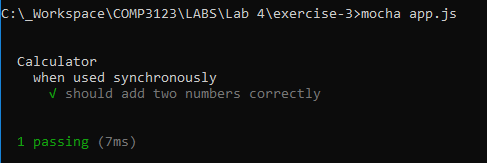 C:\_Workspace\COMP3123\LABS\Lab 4\exercise-3>mocha app.js
Calculator
when used synchronously
√ should add two numbers correctly
1 passing (7ms)